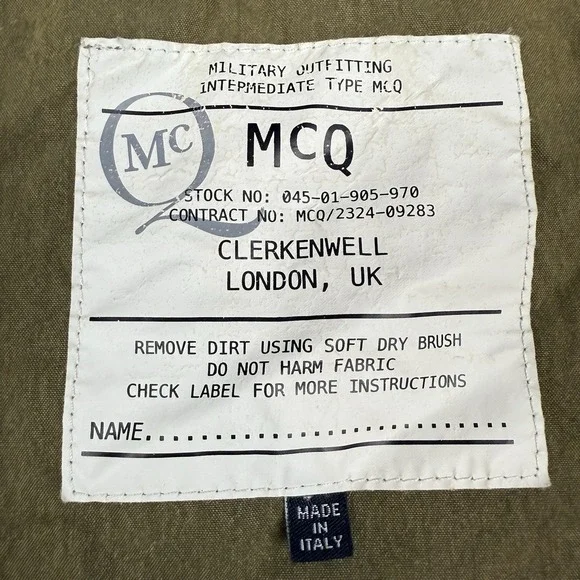 MILITARY OUTFITTING
INTEPMEDIATE TYPE MCQ
Mc
MCQ
STOCK NO: 045-01-905-970
CONTRACT NO: MCQ/2324-09283
CLERKENWELL
LONDON, UK
REMOVE DIRT USING SOFT DRY BRUSH
DO NOT HARM FABRIC
CHECK LABEL FOR MORE INSTRUCTIONS
NAME..........................
MADE
IN
ITALY